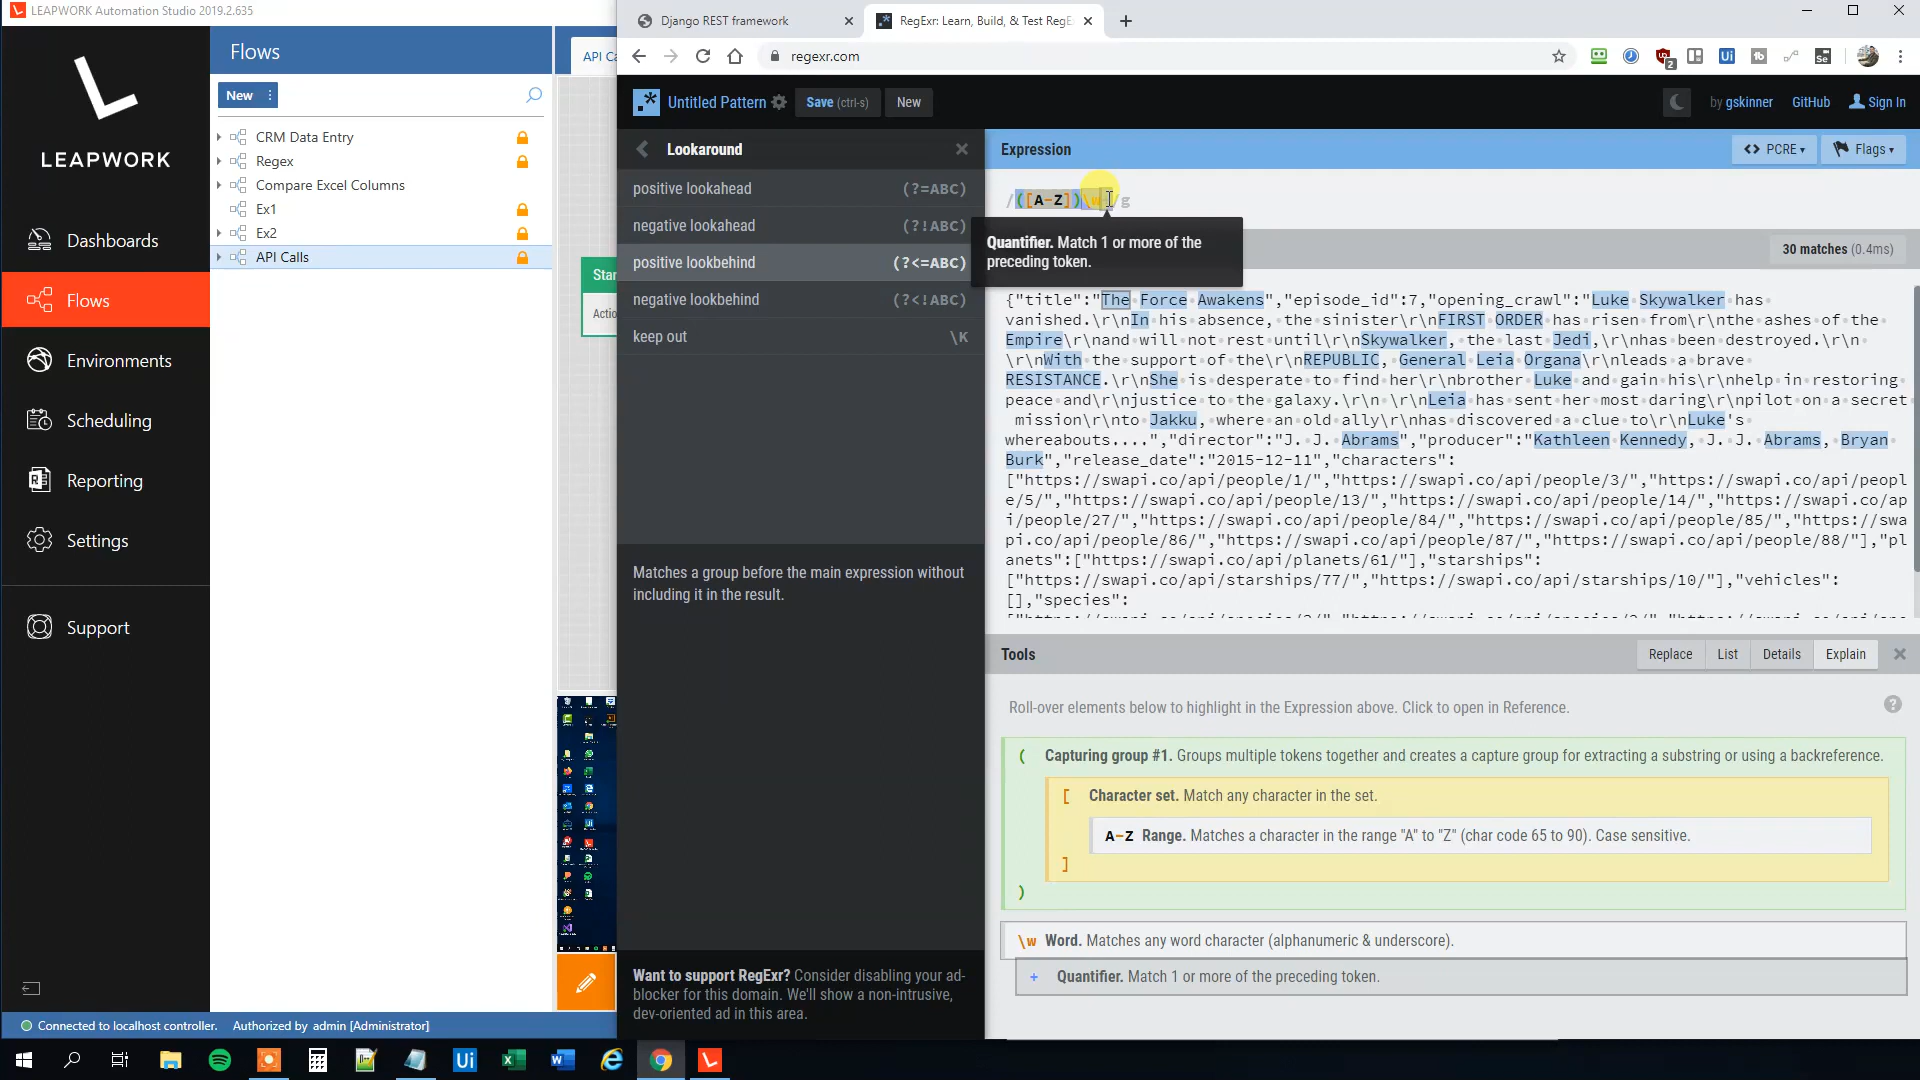 LEAPWORK Automation Studio 2019.2.635
LEAPWORK
Dashboards
Flows
Environments
Scheduling
Reporting
Settings
Support
Flows
New
CRM Data Entry
Regex
Compare Excel Columns
Ex1
Ex2
API Calls
Connected to localhost controller. Authorized by admin [Administrator]
API Ca
Star
Actio
Django REST framework
RegExr: Learn, Build, & Test RegE
regexr.com
Untitled Pattern
Save (ctrl-s)
New
by gskinner
GitHub
Sign In
Lookaround
positive lookahead (?=ABC)
negative lookahead (?!ABC)
positive lookbehind (?<=ABC)
negative lookbehind (?<!ABC)
keep out \K
Matches a group before the main expression without
including it in the result.
Want to support RegExr? Consider disabling your ad-
blocker for this domain. We'll show a non-intrusive,
dev-oriented ad in this area.
Expression
<> PCRE
Flags
/([A-Z])\w+/g
Quantifier. Match 1 or more of the
preceding token.
30 matches (0.4ms)
{"title":"The Force Awakens","episode_id":7,"opening_crawl":"Luke Skywalker has
vanished.\r\nIn his absence, the sinister\r\nFIRST ORDER has risen from\r\nthe ashes of the
Empire\r\nand will not rest until\r\nSkywalker, the last Jedi,\r\nhas been destroyed.\r\n
\r\nWith the support of the\r\nREPUBLIC, General Leia Organa\r\nleads a brave
RESISTANCE.\r\nShe is desperate to find her\r\nbrother Luke and gain his\r\nhelp in restoring
peace and\r\njustice to the galaxy.\r\n \r\nLeia has sent her most daring\r\npilot on a secret
mission\r\nto Jakku, where an old ally\r\nhas discovered a clue to\r\nLuke's
whereabouts....","director":"J. J. Abrams","producer":"Kathleen Kennedy, J. J. Abrams, Bryan
Burk","release_date":"2015-12-11","characters":
["https://swapi.co/api/people/1/","https://swapi.co/api/people/3/","https://swapi.co/api/peopl
e/5/","https://swapi.co/api/people/13/","https://swapi.co/api/people/14/","https://swapi.co/ap
i/people/27/","https://swapi.co/api/people/84/","https://swapi.co/api/people/85/","https://swa
pi.co/api/people/86/","https://swapi.co/api/people/87/","https://swapi.co/api/people/88/"],"pl
anets":["https://swapi.co/api/planets/61/"],"starships":
["https://swapi.co/api/starships/77/","https://swapi.co/api/starships/10/"],"vehicles":
[],"species":
Tools
Replace
List
Details
Explain
Roll-over elements below to highlight in the Expression above. Click to open in Reference.
( Capturing group #1. Groups multiple tokens together and creates a capture group for extracting a substring or using a backreference.
[ Character set. Match any character in the set.
A-Z Range. Matches a character in the range "A" to "Z" (char code 65 to 90). Case sensitive.
]
)
\w Word. Matches any word character (alphanumeric & underscore).
+ Quantifier. Match 1 or more of the preceding token.